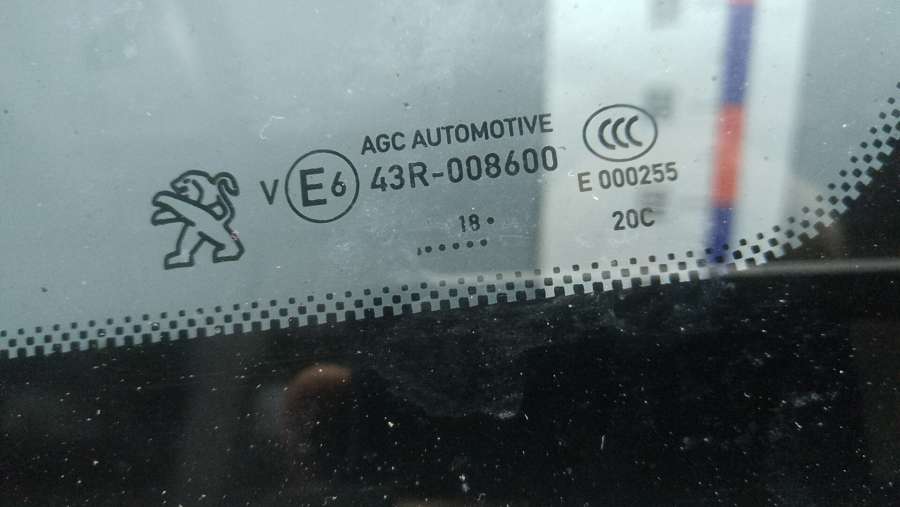 AGC AUTOMOTIVE
V E6 43R-008600
18
CCC
E 000255
20C